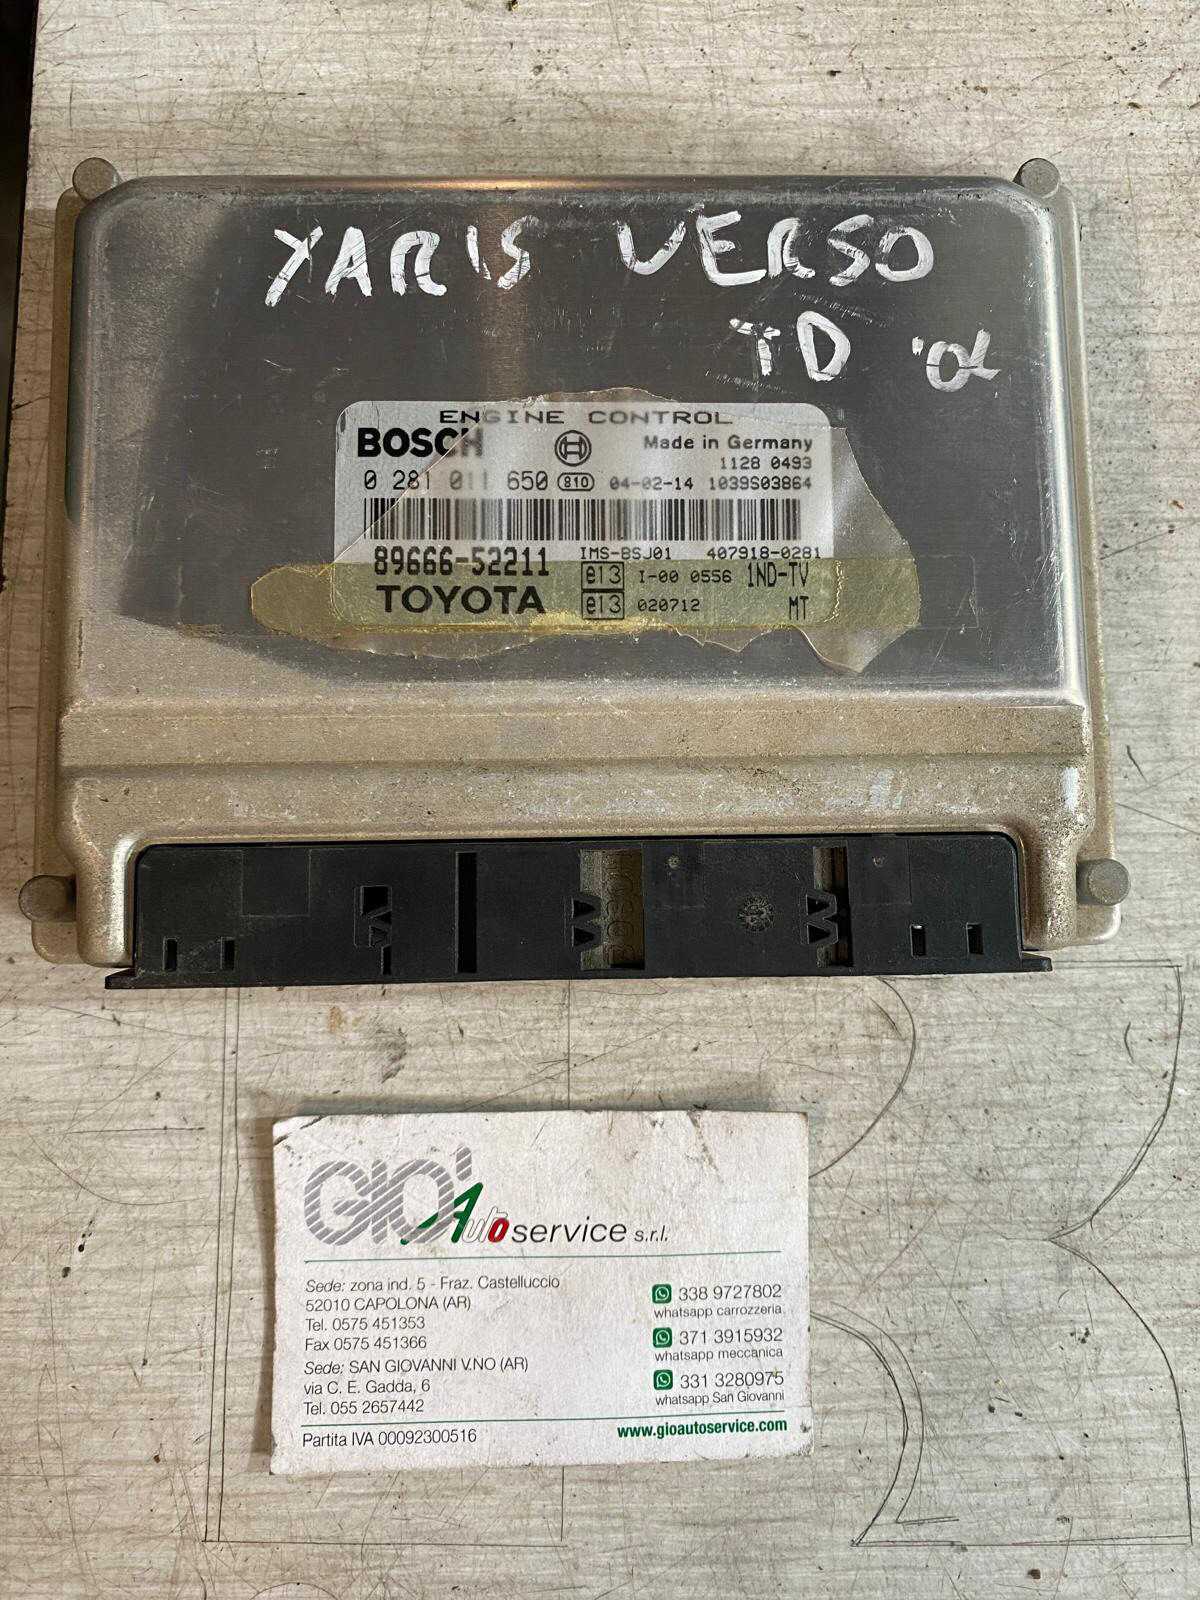 YARIS VERSO
TD '04
ENGINE CONTROL
BOSCH
Made in Germany
1128 0493
0 281 011 650 810 04-02-14 1039S03864
89666-52211 IMS-BSJ01 407918-0281
e13 I-00 0556 1ND-TV
TOYOTA e13 020712 MT
GIO' Auto service s.r.l.
Sede: zona ind. 5 - Fraz. Castelluccio
52010 CAPOLONA (AR)
Tel. 0575 451353
Fax 0575 451366
Sede: SAN GIOVANNI V.NO (AR)
via C. E. Gadda, 6
Tel. 055 2657442
338 9727802
whatsapp carrozzeria
371 3915932
whatsapp meccanica
331 3280975
whatsapp San Giovanni
Partita IVA 00092300516
www.gioautoservice.com